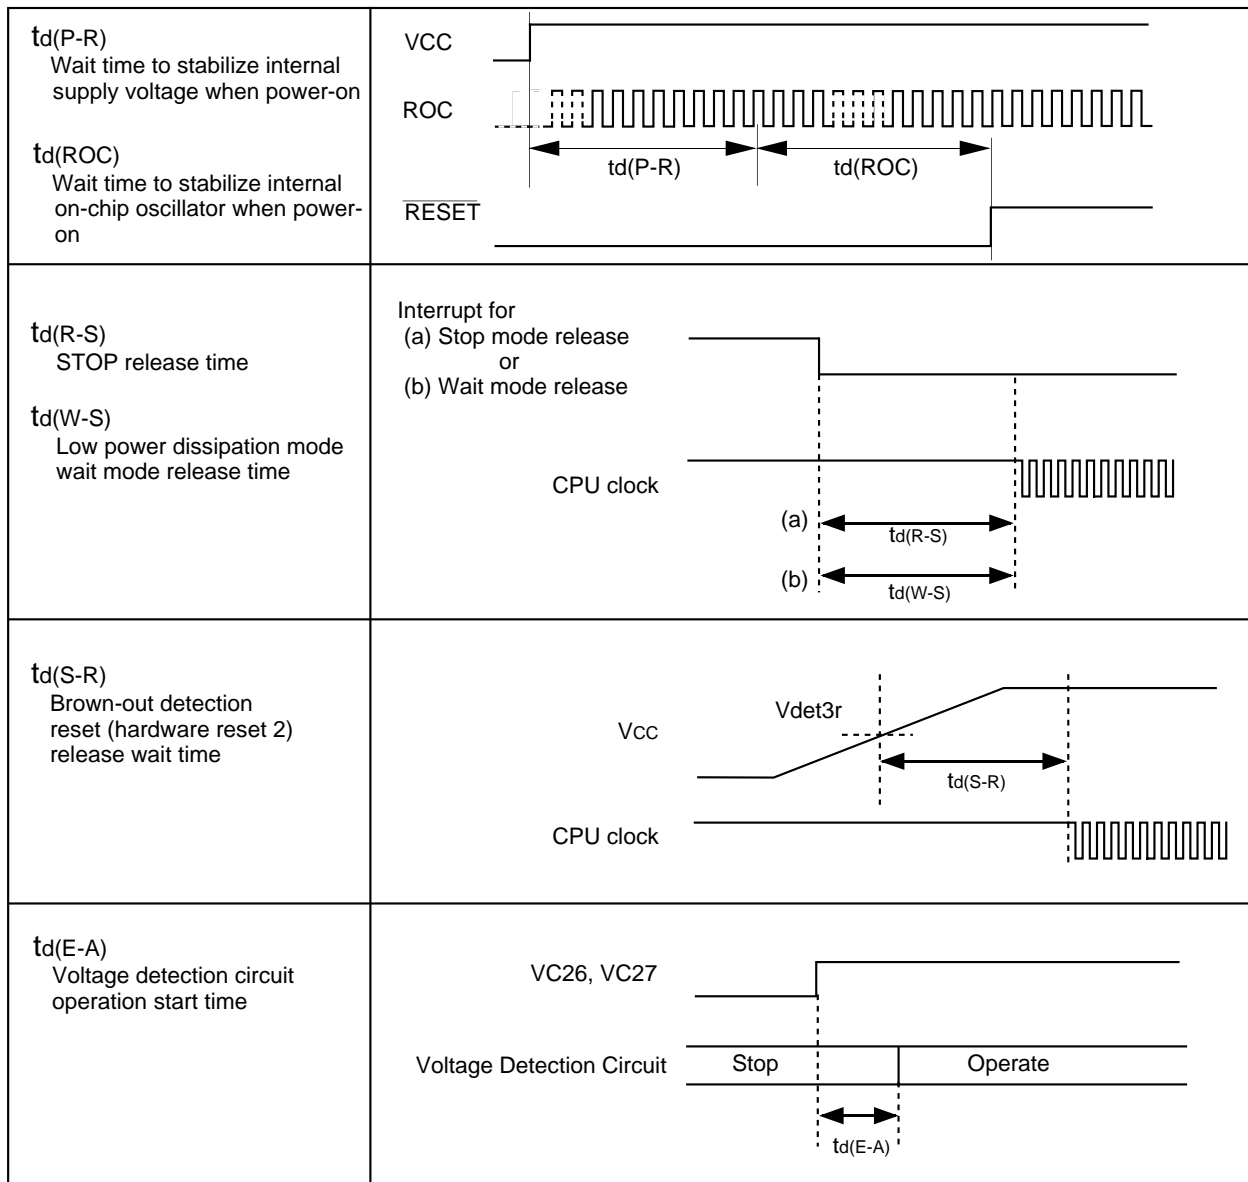 td(P-R)
Wait time to stabilize internal
supply voltage when power-on
td(ROC)
Wait time to stabilize internal
on-chip oscillator when power-
on
VCC
ROC
td(P-R)
td(ROC)
RESET
td(R-S)
STOP release time
td(W-S)
Low power dissipation mode
wait mode release time
Interrupt for
(a) Stop mode release
or
(b) Wait mode release
CPU clock
(a)
td(R-S)
(b)
td(W-S)
td(S-R)
Brown-out detection
reset (hardware reset 2)
release wait time
Vdet3r
VCC
td(S-R)
CPU clock
td(E-A)
Voltage detection circuit
operation start time
VC26, VC27
Voltage Detection Circuit
Stop
Operate
td(E-A)